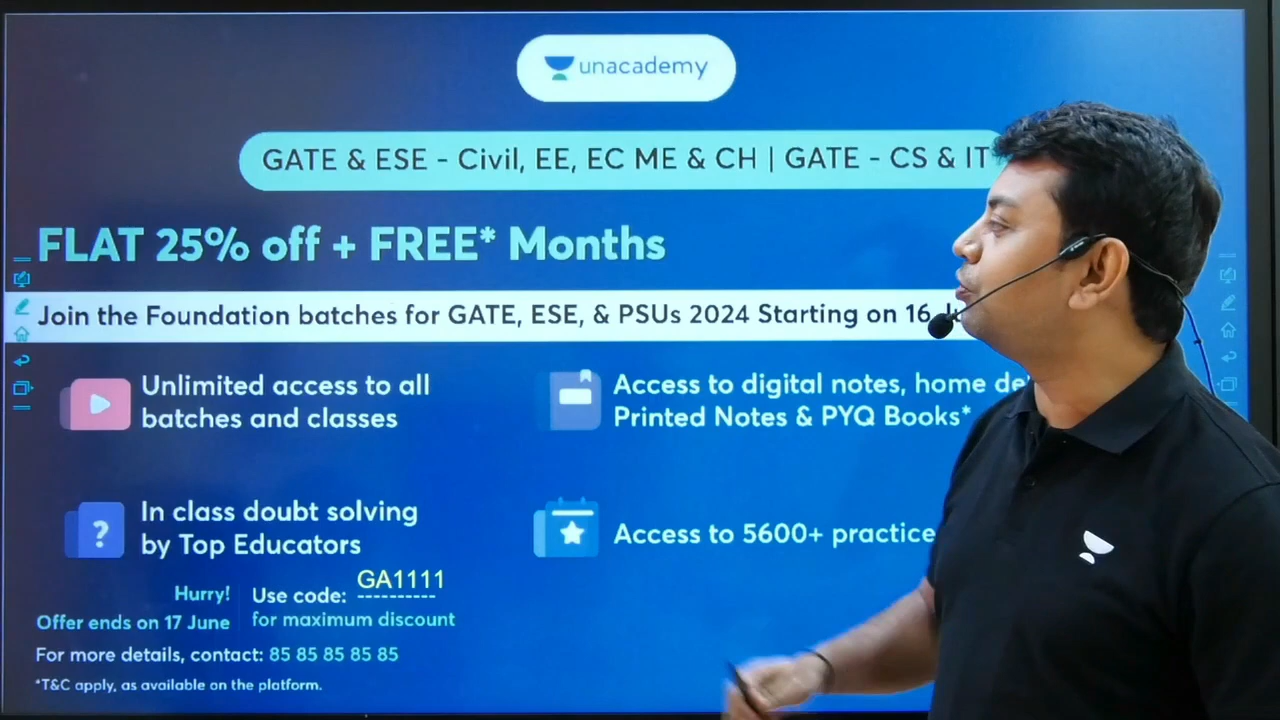 unacademy
GATE & ESE - Civil, EE, EC ME & CH | GATE - CS & IT
FLAT 25% off + FREE* Months
Join the Foundation batches for GATE, ESE, & PSUs 2024 Starting on 16
Unlimited access to all
batches and classes
Access to digital notes, home
Printed Notes & PYQ Books*
In class doubt solving
by Top Educators
Access to 5600+ practice
Hurry!
Offer ends on 17 June
Use code: GA1111
for maximum discount
For more details, contact: 85 85 85 85 85
*T&C apply, as available on the platform.